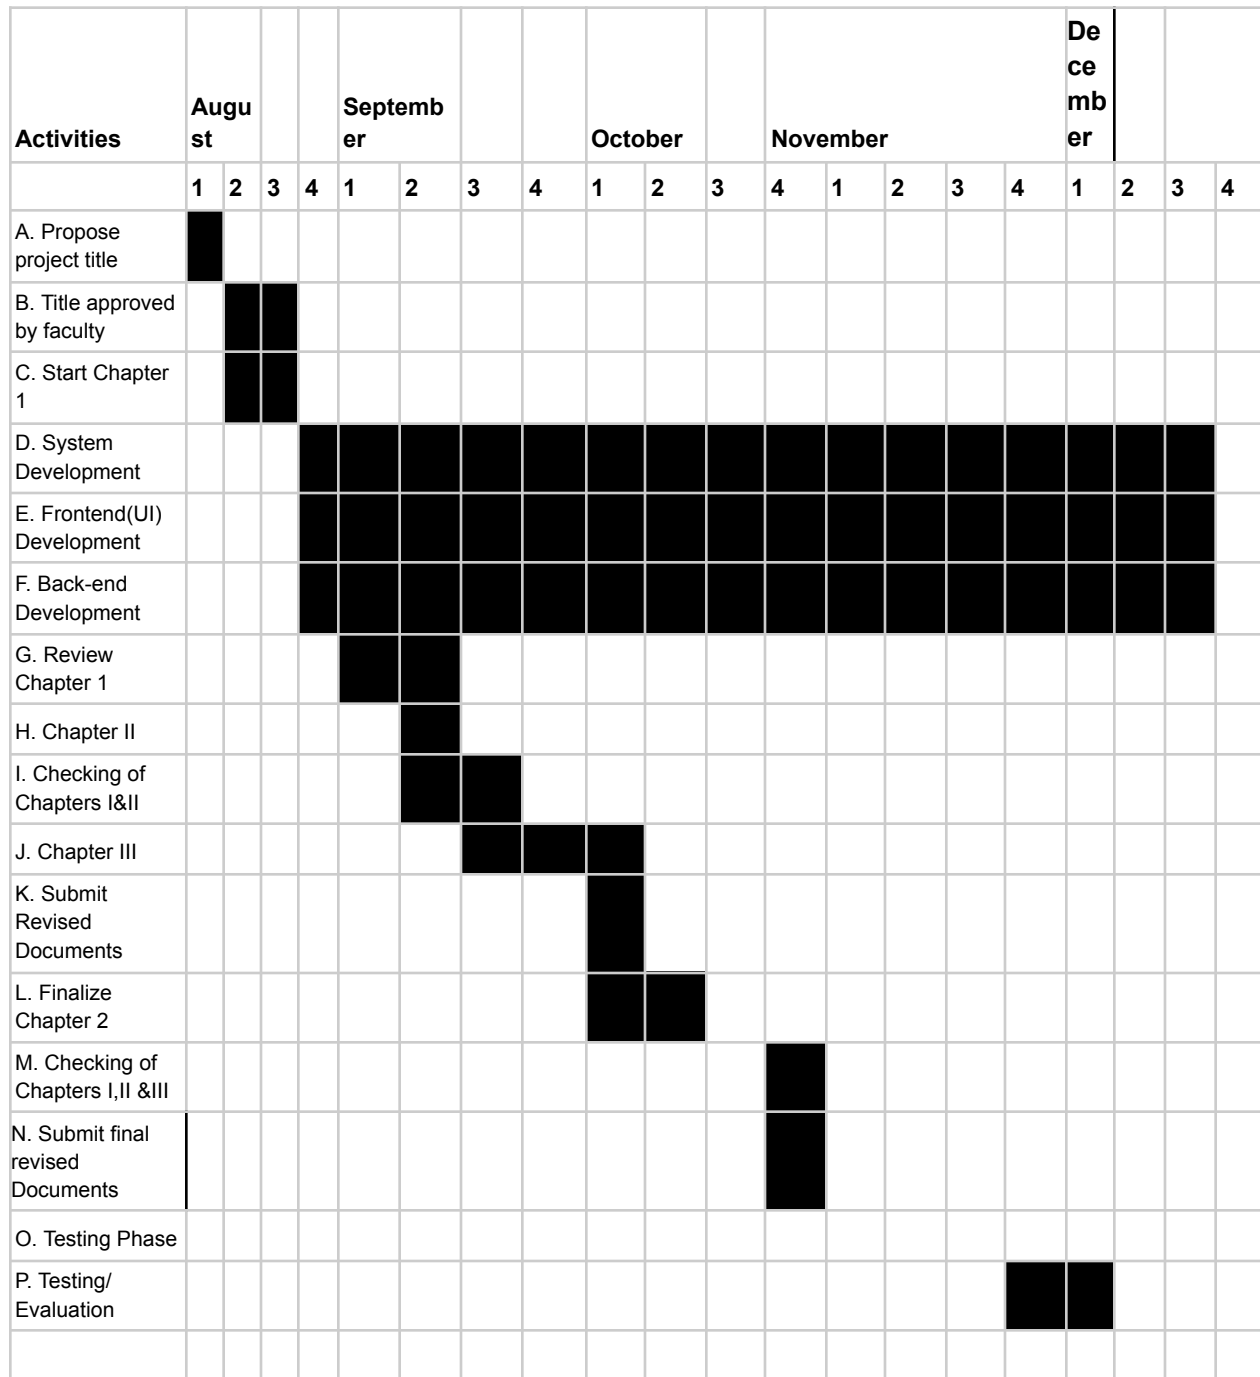 De
ce
mb
er
Augu
st
Septemb
er
Activities
October
November
1 2 3 4 1 2 3 4 1 2 3 4 1 2 3 4 1 2 3 4
A. Propose
project title
B. Title approved
by faculty
C. Start Chapter
1
D. System
Development
E. Frontend(UI)
Development
F. Back-end
Development
G. Review
Chapter 1
H. Chapter II
I. Checking of
Chapters I&II
J. Chapter III
K. Submit
Revised
Documents
L. Finalize
Chapter 2
M. Checking of
Chapters I,II &III
N. Submit final
revised
Documents
O. Testing Phase
P. Testing/
Evaluation